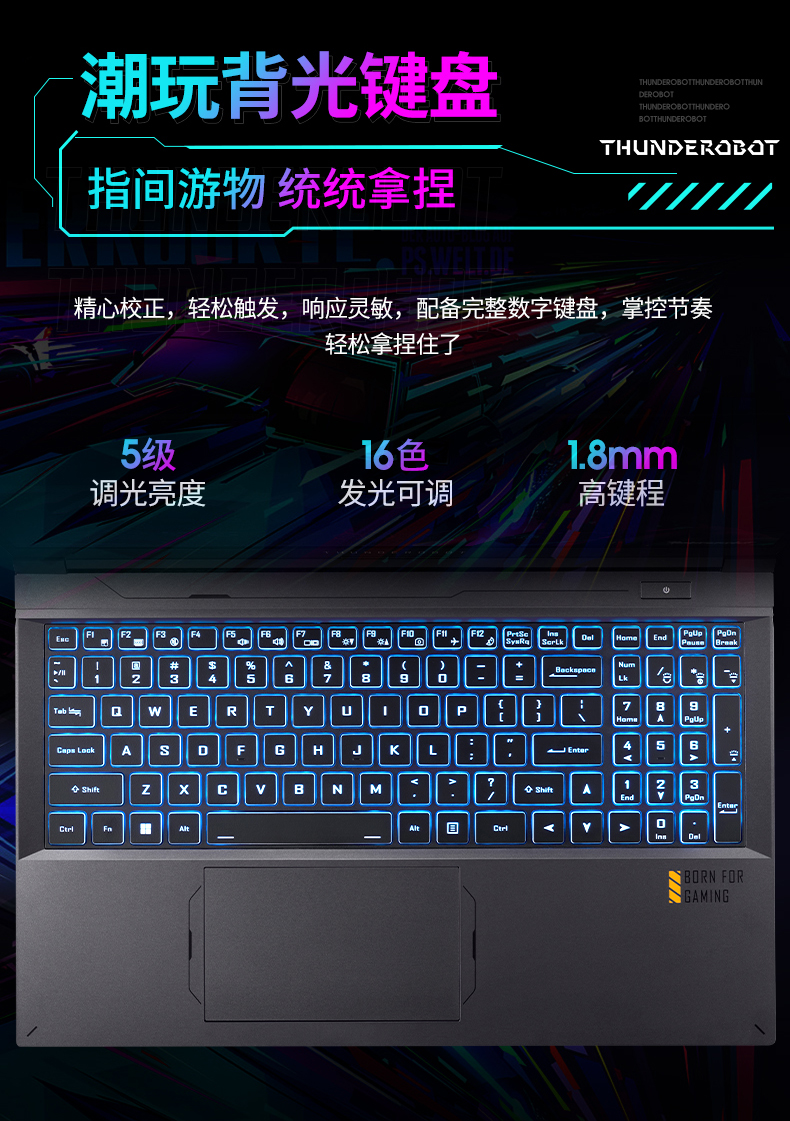 潮玩背光键盘
THUNDEROBOTTHUNDEROBOTTHUN
DEROBOT
THUNDEROBOTTHUNDERO
BOTTHUNDEROBOT
THUNDEROBOT
指间游物 统统拿捏
PS.WELT.DE
精心校正，轻松触发，响应灵敏，配备完整数字键盘，掌控节奏
轻松拿捏住了
5级 16色 1.8mm
调光亮度 发光可调 高键程
Esc F1 F2 F3 F4 F5 F6 F7 F8 F9 F10 F11 F12 PrtSc SysRq Ins ScrLk Del Home End PgUp Pause PgDn Break
~ ` ! 1 @ 2 # 3 $ 4 % 5 ^ 6 & 7 * 8 ( 9 ) 0 _ - + = Backspace Num Lk / * -
Tab Q W E R T Y U I O P { [ } ] | \ 7 Home 8 9 PgUp +
Caps Lock A S D F G H J K L : ; " ' Enter 4 5 6
Shift Z X C V B N M < , > . ? / Shift 1 End 2 3 PgDn Enter
Ctrl Fn Alt Alt Ctrl 0 Ins . Del
BORN FOR
GAMING